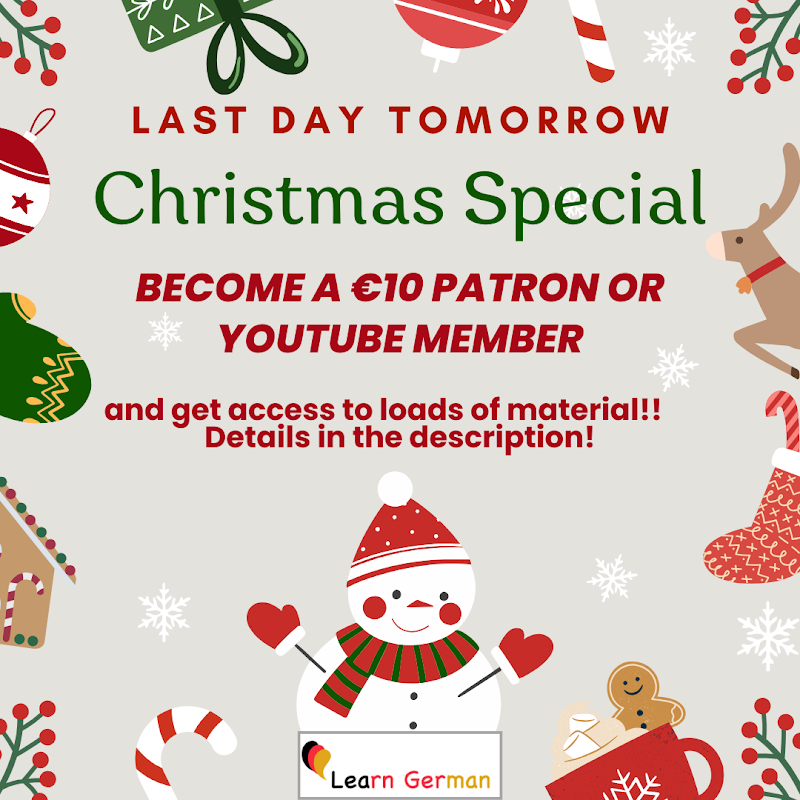 LAST DAY TOMORROW
Christmas Special
BECOME A €10 PATRON OR
YOUTUBE MEMBER
and get access to loads of material!!
Details in the description!
Learn German